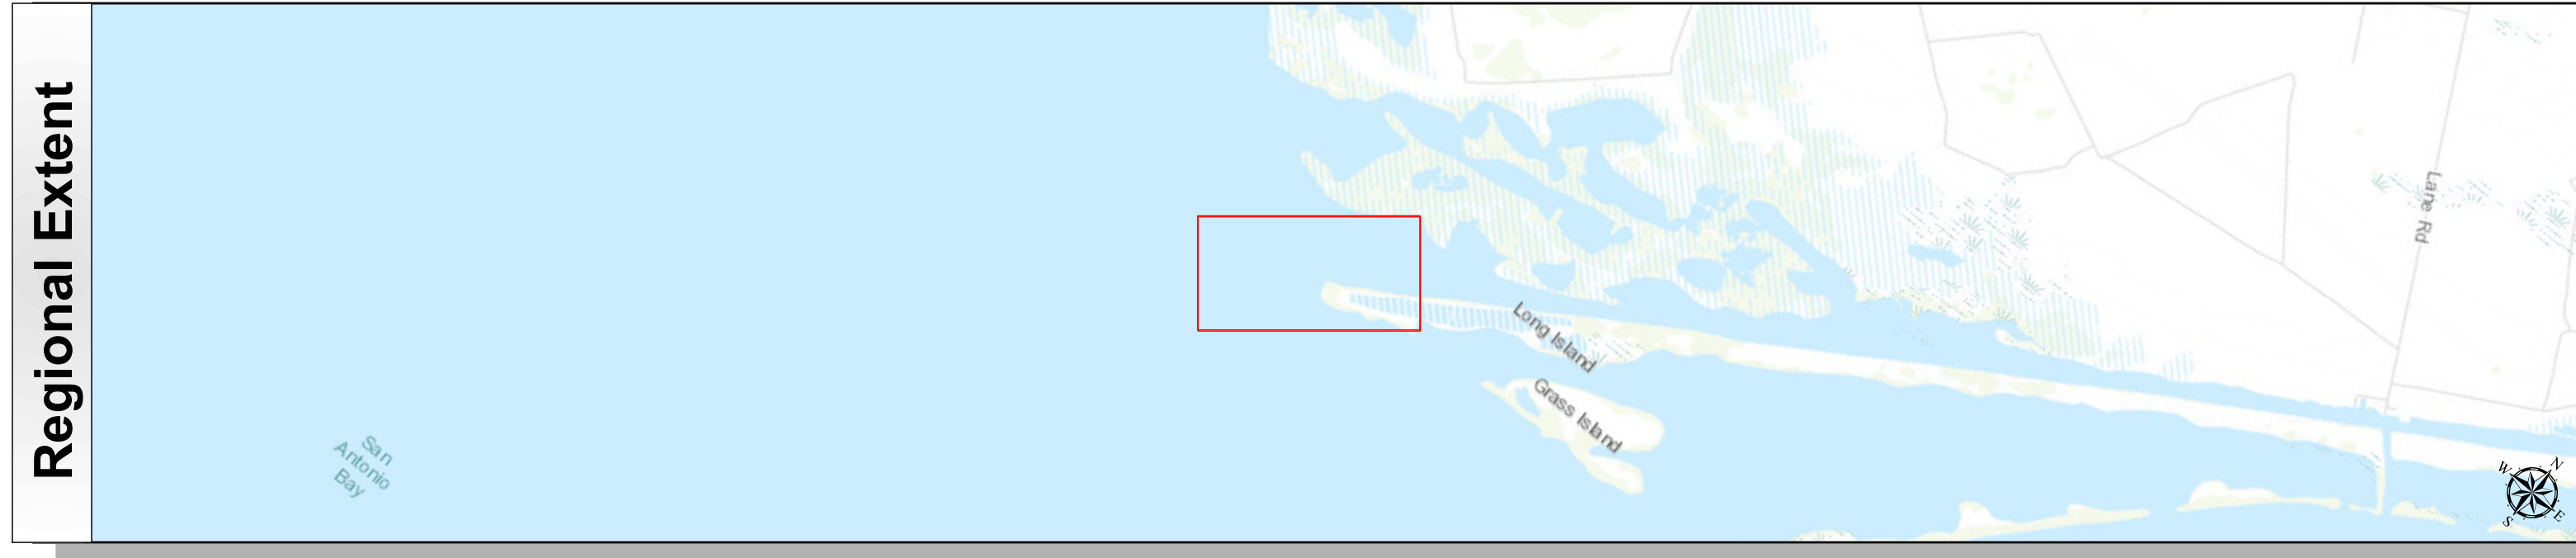 Regional Extent
San
Antonio
Bay
Long Island
Grass Island
Lane Rd
W
N
S
E